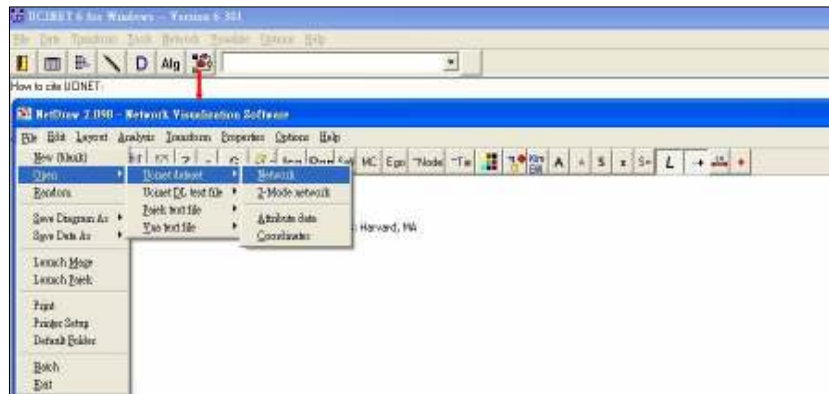 UCINET 6 for Windows -- Version 6.301
File Data Transform Tools Network Visualize Options Help
D Alg
How to cite UCINET:
NetDraw 2.098 - Network Visualization Software
File Edit Layout Analysis Transform Properties Options Help
New (blank)
MC Ego ~Node ~Tie
A S S- L
Open
Ucinet dataset
Network
Random
Ucinet DL text file
2-Mode network
Save Diagram As
Pajek text file
Attribute data
: Harvard, MA
Save Data As
Vna text file
Coordinates
Launch Mage
Launch Pajek
Print
Printer Setup
Default Folder
Batch
Exit